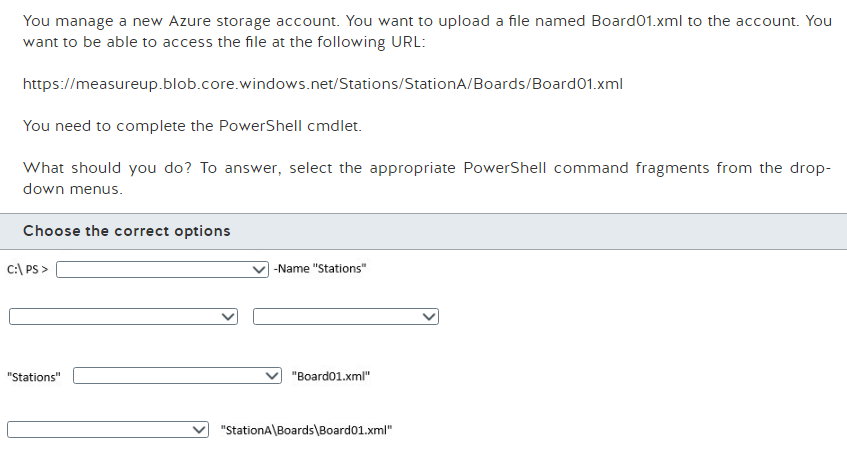 You manage a new Azure storage account. You want to upload a file named Board01.xml to the account. You
want to be able to access the file at the following URL:
https://measureup.blob.core.windows.net/Stations/StationA/Boards/Board01.xml
You need to complete the PowerShell cmdlet.
What should you do? To answer, select the appropriate PowerShell command fragments from the drop-
down menus.
Choose the correct options
C:\ PS > -Name "Stations"
"Stations" "Board01.xml"
"StationA\Boards\Board01.xml"